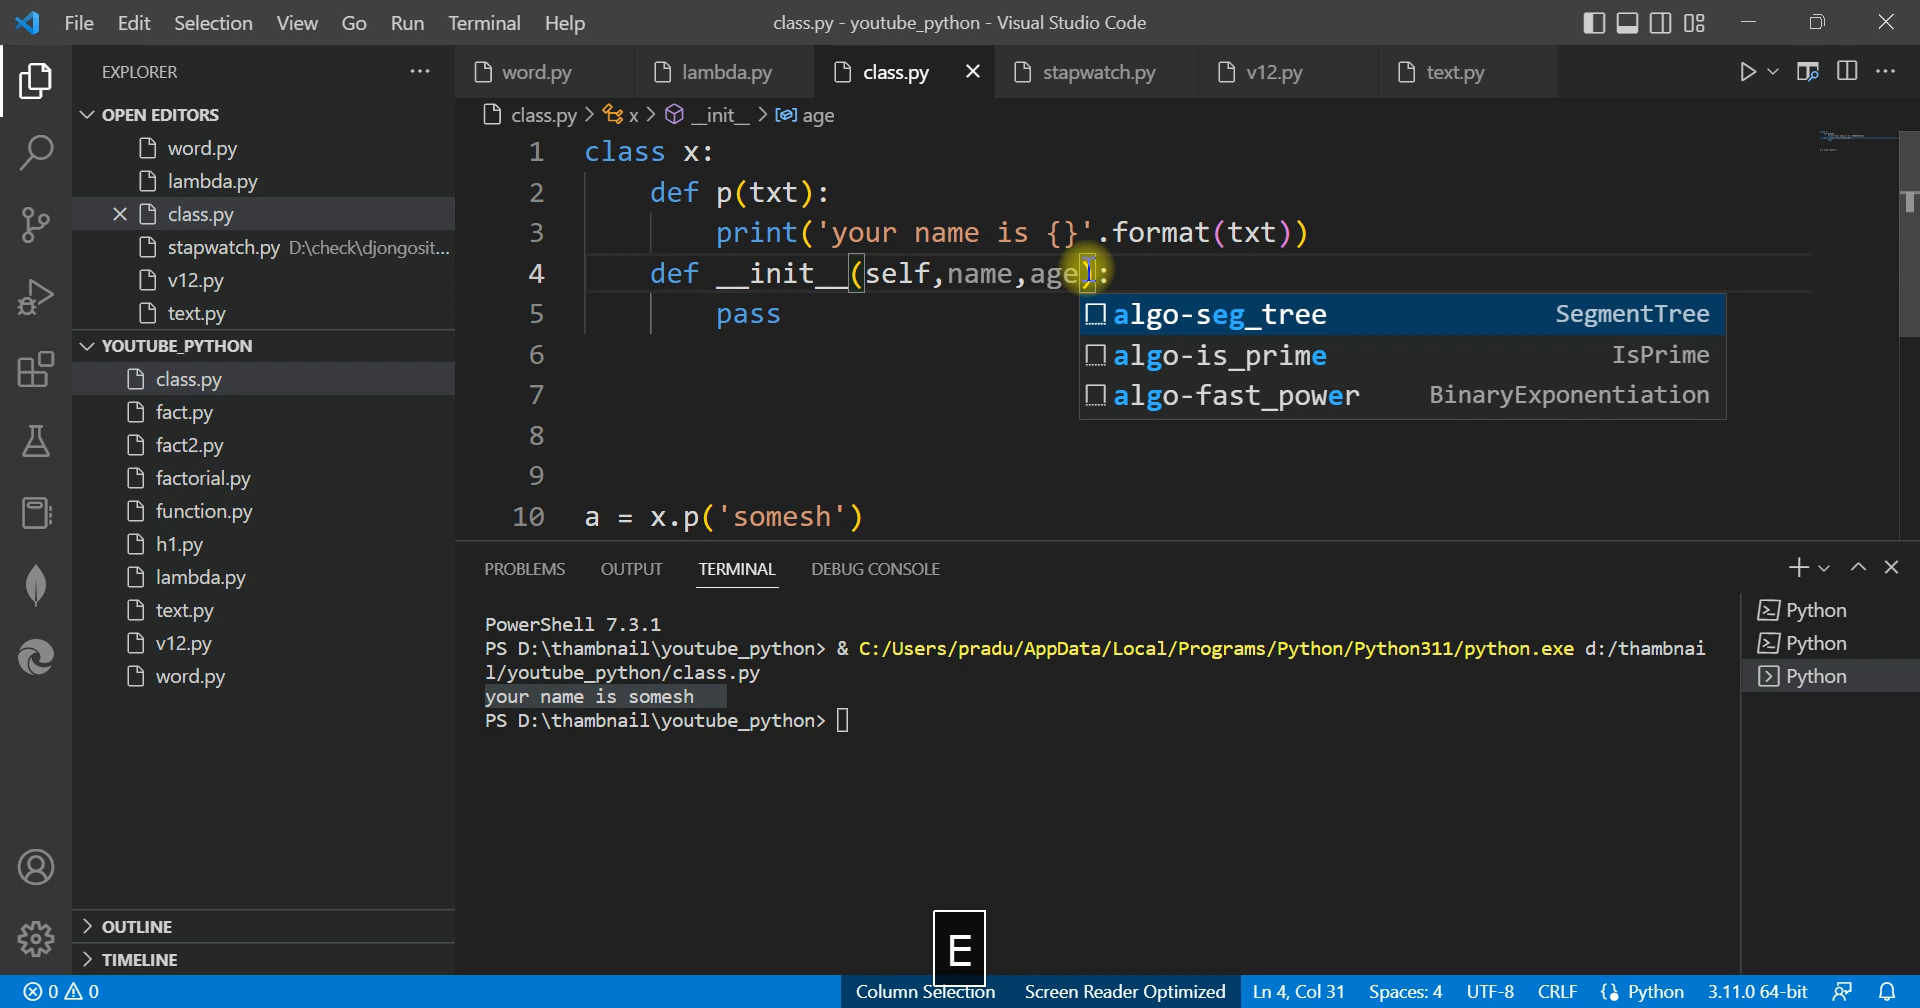 File Edit Selection View Go Run Terminal Help class.py - youtube_python - Visual Studio Code
EXPLORER
OPEN EDITORS
word.py
lambda.py
class.py
stapwatch.py D:\check\djongosit...
v12.py
text.py
YOUTUBE_PYTHON
class.py
fact.py
fact2.py
factorial.py
function.py
h1.py
lambda.py
text.py
v12.py
word.py
OUTLINE
TIMELINE
word.py lambda.py class.py stapwatch.py v12.py text.py
class.py > x > __init__ > age
1 class x:
2 def p(txt):
3 print('your name is {}'.format(txt))
4 def __init__(self,name,age):
5 pass
6
7
8
9
10 a = x.p('somesh')
algo-seg_tree SegmentTree
algo-is_prime IsPrime
algo-fast_power BinaryExponentiation
PROBLEMS OUTPUT TERMINAL DEBUG CONSOLE
PowerShell 7.3.1
PS D:\thambnail\youtube_python> & C:/Users/pradu/AppData/Local/Programs/Python/Python311/python.exe d:/thambnai
l/youtube_python/class.py
your name is somesh
PS D:\thambnail\youtube_python>
Python
Python
Python
E
0 0 Column Selection Screen Reader Optimized Ln 4, Col 31 Spaces: 4 UTF-8 CRLF Python 3.11.0 64-bit